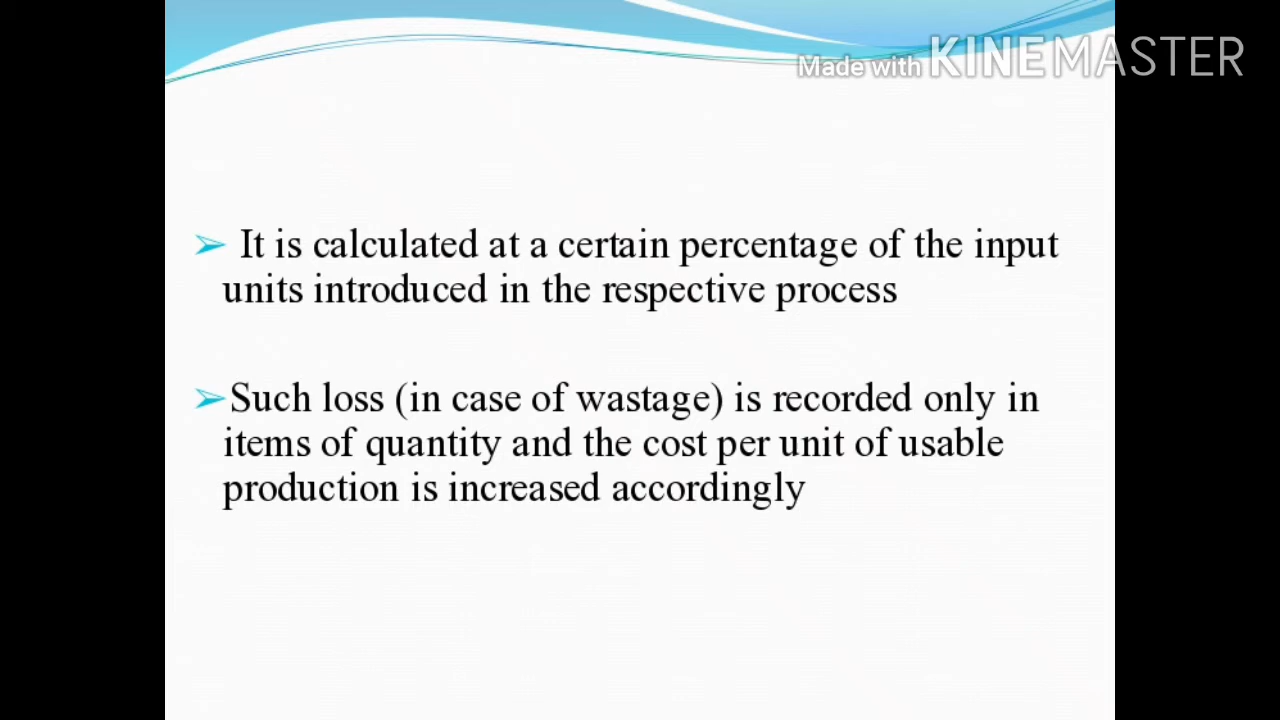 Made with KINEMASTER
It is calculated at a certain percentage of the input
units introduced in the respective process
Such loss (in case of wastage) is recorded only in
items of quantity and the cost per unit of usable
production is increased accordingly